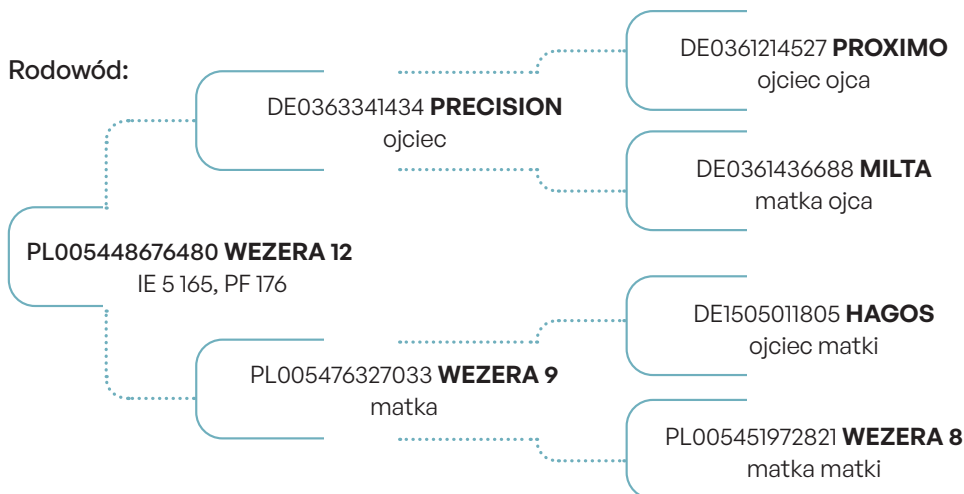 Rodowód:
DE0361214527 PROXIMO
ojciec ojca
DE0363341434 PRECISION
ojciec
DE0361436688 MILTA
matka ojca
PL005448676480 WEZERA 12
IE 5 165, PF 176
DE1505011805 HAGOS
ojciec matki
PL005476327033 WEZERA 9
matka
PL005451972821 WEZERA 8
matka matki